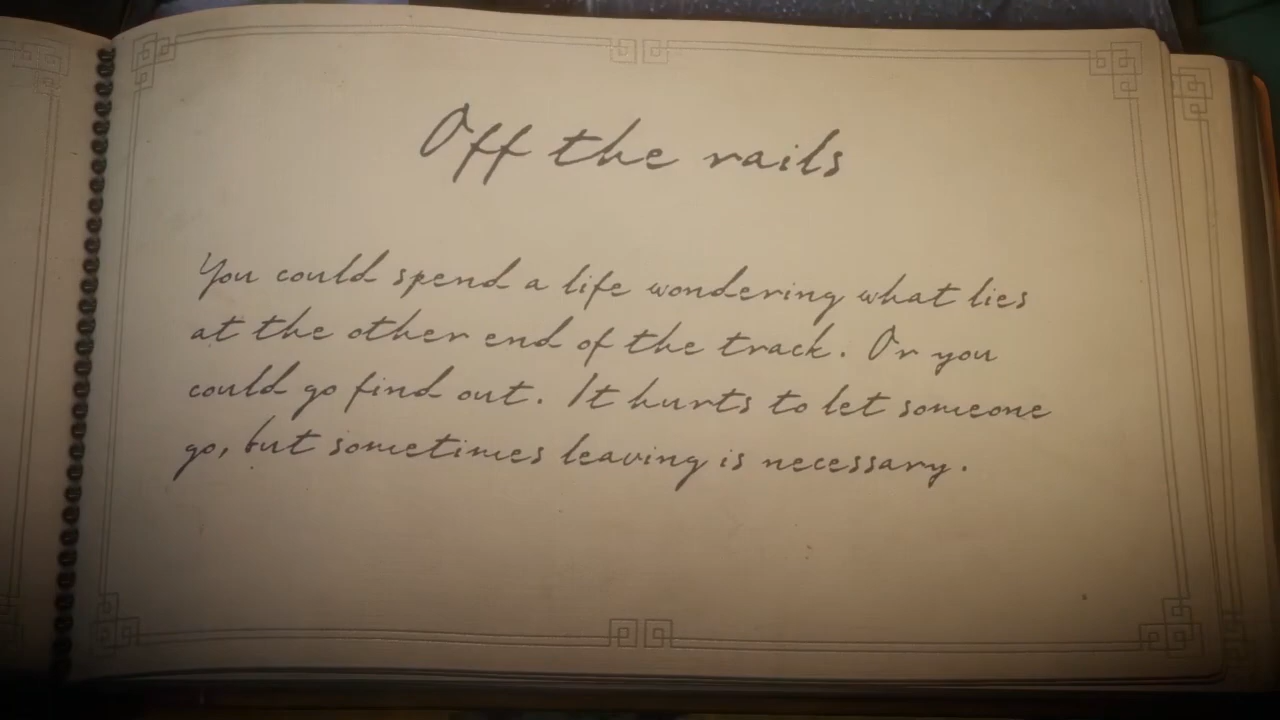 Off the rails
You could spend a life wondering what lies
at the other end of the track. Or you
could go find out. It hurts to let someone
go, but sometimes leaving is necessary.